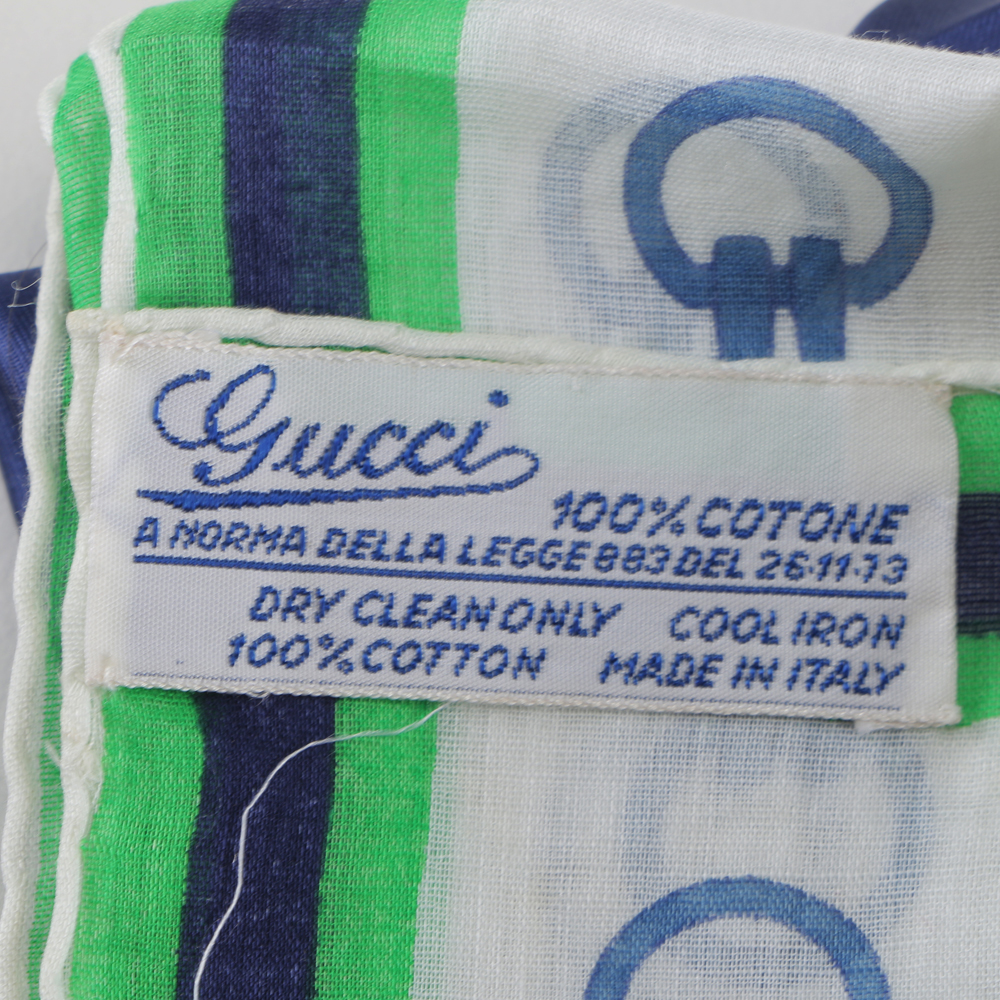 Gucci
100% COTONE
A NORMA DELLA LEGGE 883 DEL 26·11·73
DRY CLEAN ONLY COOL IRON
100% COTTON MADE IN ITALY